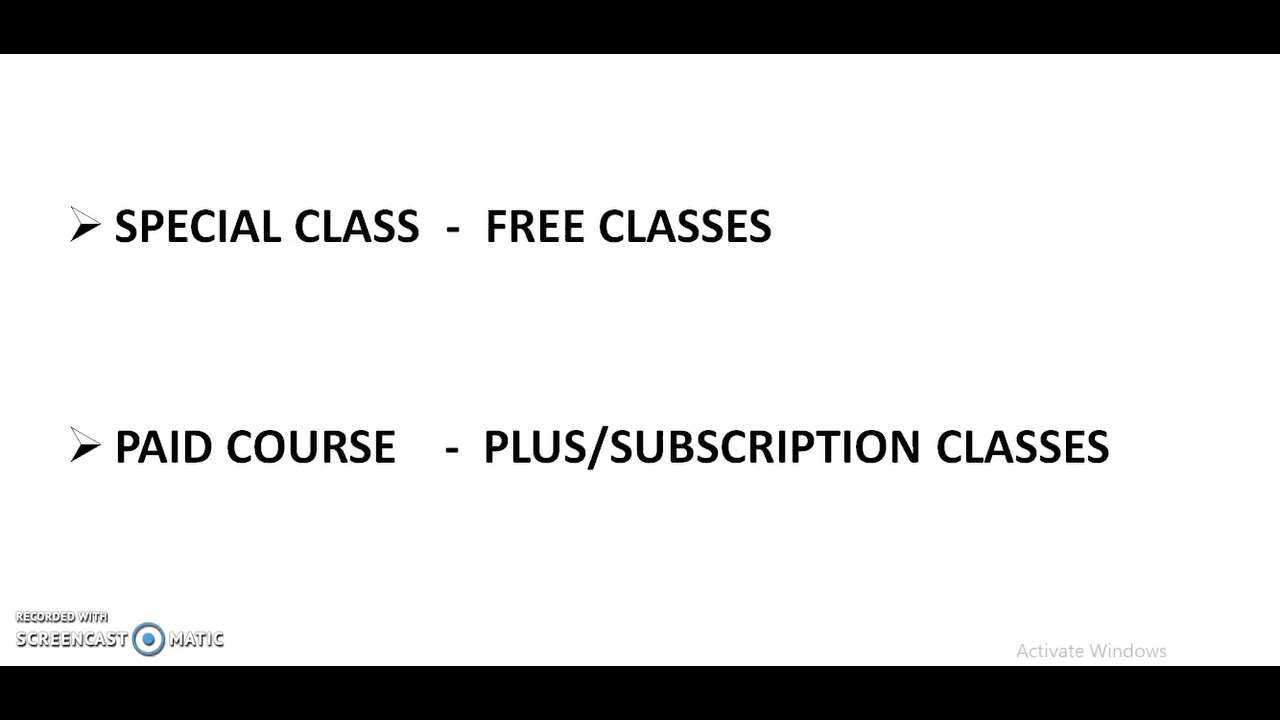 SPECIAL CLASS - FREE CLASSES
PAID COURSE - PLUS/SUBSCRIPTION CLASSES
RECORDED WITH
SCREENCAST MATIC
Activate Windows